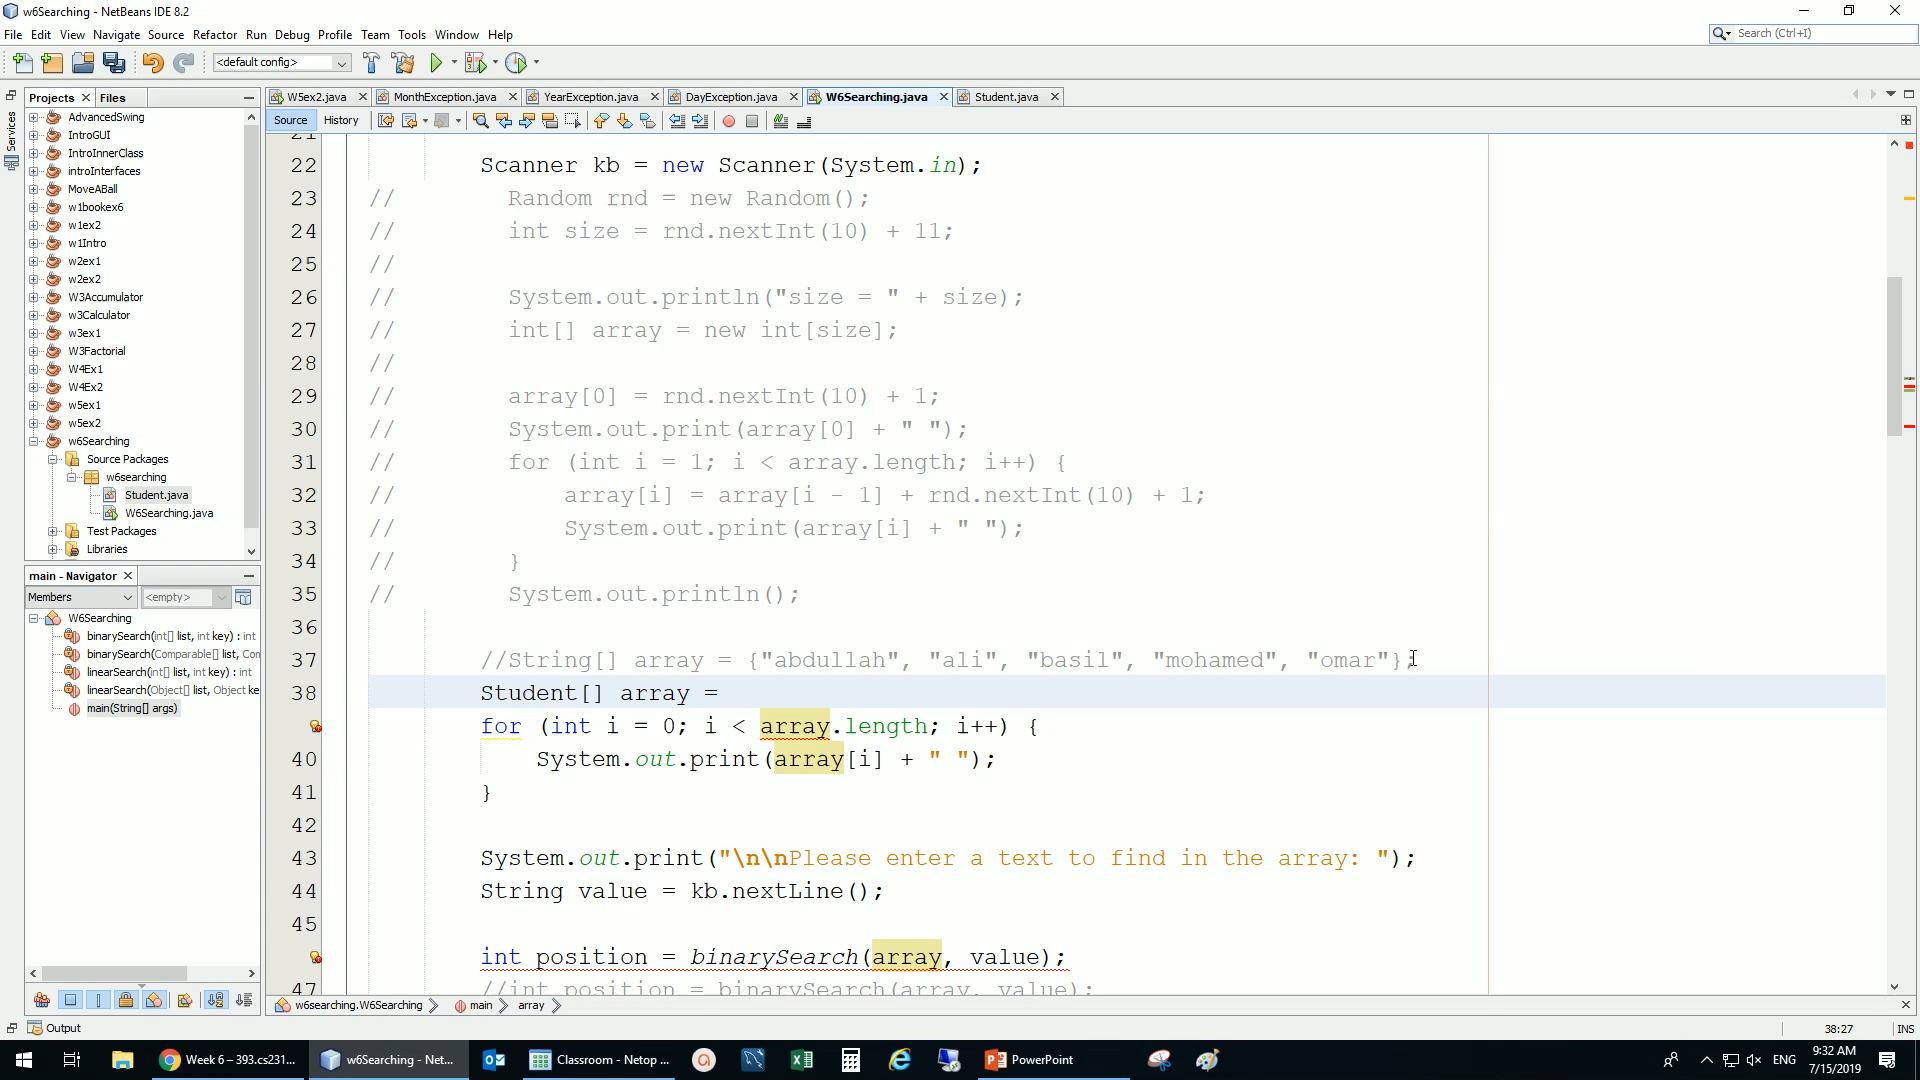 w6Searching - NetBeans IDE 8.2
File Edit View Navigate Source Refactor Run Debug Profile Team Tools Window Help
Search (Ctrl+I)
<default config>
Projects Files
W5ex2.java MonthException.java YearException.java DayException.java W6Searching.java Student.java
Source History
Services
AdvancedSwing
IntroGUI
IntroInnerClass
introInterfaces
MoveABall
w1bookex6
w1ex2
w1Intro
w2ex1
w2ex2
W3Accumulator
w3Calculator
w3ex1
W3Factorial
W4Ex1
W4Ex2
w5ex1
w5ex2
w6Searching
Source Packages
w6searching
Student.java
W6Searching.java
Test Packages
Libraries
main - Navigator
Members <empty>
W6Searching
binarySearch(int[] list, int key) : int
binarySearch(Comparable[] list, Con
linearSearch(int[] list, int key) : int
linearSearch(Object[] list, Object ke
main(String[] args)
21
22 Scanner kb = new Scanner(System.in);
23 // Random rnd = new Random();
24 // int size = rnd.nextInt(10) + 11;
25 //
26 // System.out.println("size = " + size);
27 // int[] array = new int[size];
28 //
29 // array[0] = rnd.nextInt(10) + 1;
30 // System.out.print(array[0] + " ");
31 // for (int i = 1; i < array.length; i++) {
32 // array[i] = array[i - 1] + rnd.nextInt(10) + 1;
33 // System.out.print(array[i] + " ");
34 // }
35 // System.out.println();
36
37 //String[] array = {"abdullah", "ali", "basil", "mohamed", "omar"};
38 Student[] array =
for (int i = 0; i < array.length; i++) {
40 System.out.print(array[i] + " ");
41 }
42
43 System.out.print("\n\nPlease enter a text to find in the array: ");
44 String value = kb.nextLine();
45
int position = binarySearch(array, value);
47 //int position = binarySearch(array, value);
w6searching.W6Searching main array
Output
38:27 INS
Week 6 – 393.cs231... w6Searching - Net... Classroom - Netop ... PowerPoint
ENG
9:32 AM
7/15/2019